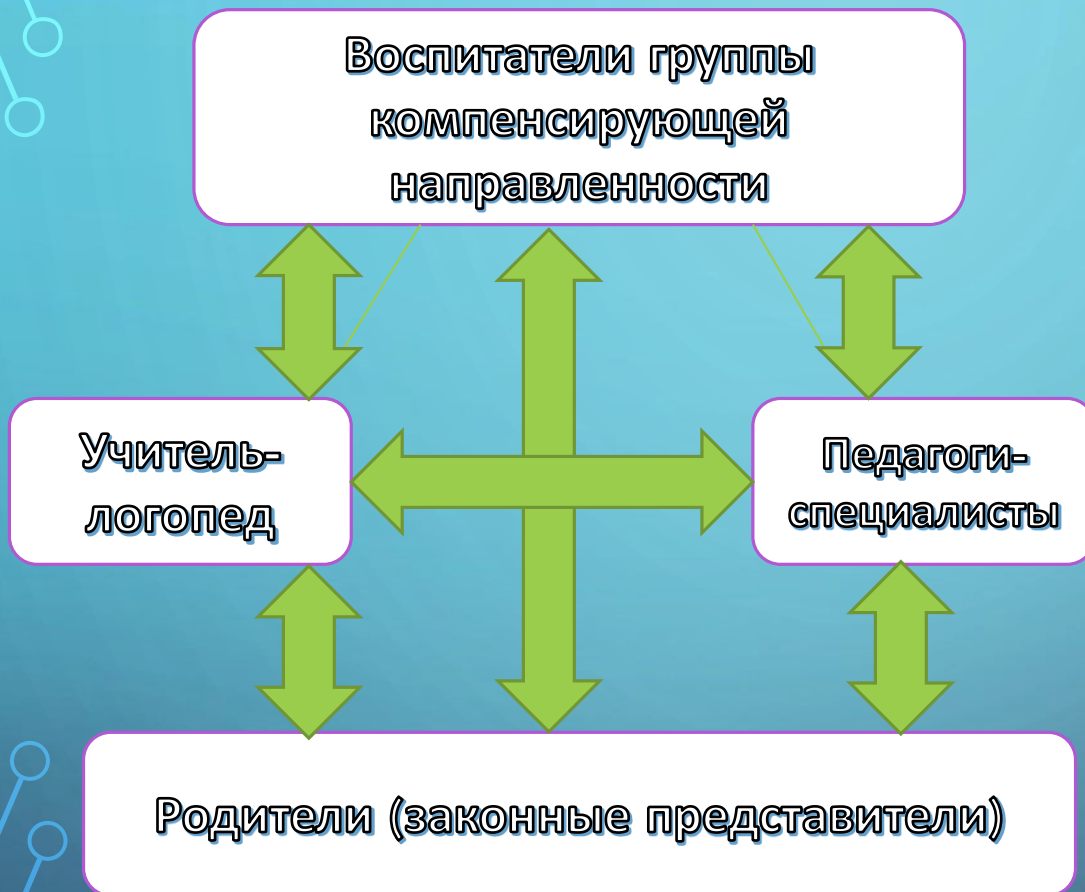 Воспитатели группы
компенсирующей
направленности
Учитель-
логопед
Педагоги-
специалисты
Родители (законные представители)